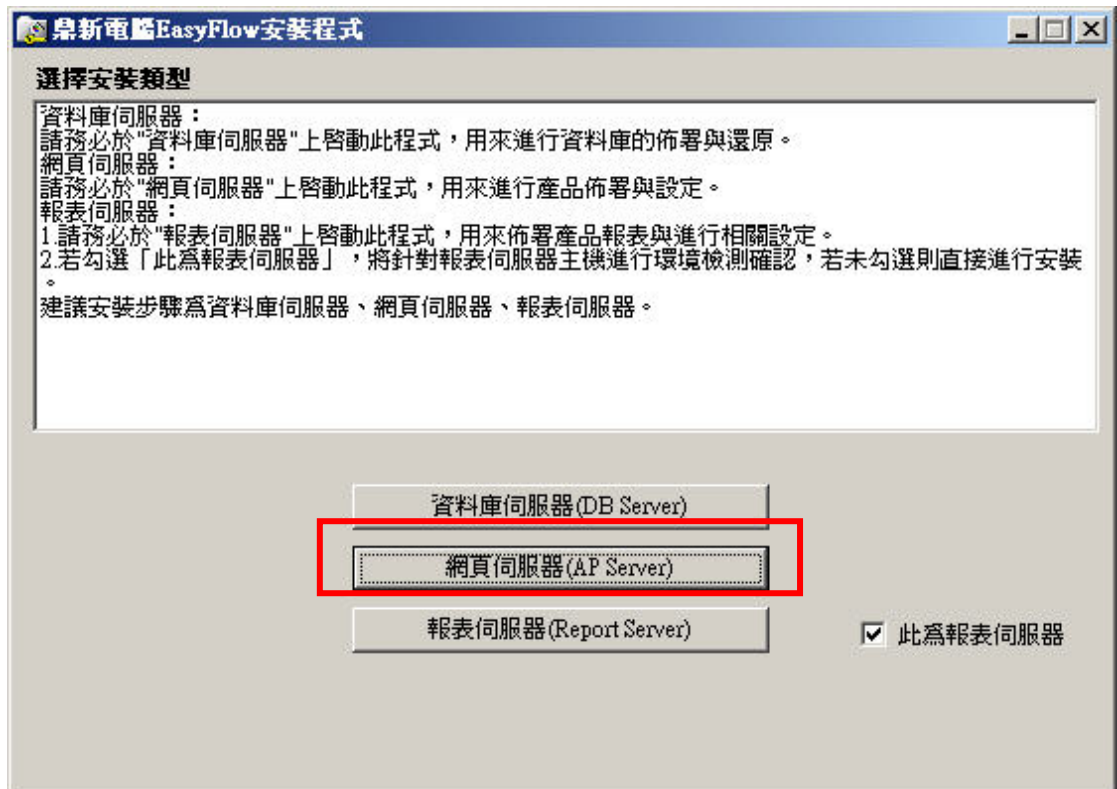 鼎新電腦EasyFlow安裝程式
選擇安裝類型
資料庫伺服器：
請務必於"資料庫伺服器"上啓動此程式，用來進行資料庫的佈署與還原。
網頁伺服器：
請務必於"網頁伺服器"上啓動此程式，用來進行產品佈署與設定。
報表伺服器：
1.請務必於"報表伺服器"上啓動此程式，用來佈署產品報表與進行相關設定。
2.若勾選「此爲報表伺服器」，將針對報表伺服器主機進行環境檢測確認，若未勾選則直接進行安裝
。
建議安裝步驟爲資料庫伺服器、網頁伺服器、報表伺服器。
資料庫伺服器(DB Server)
網頁伺服器(AP Server)
報表伺服器(Report Server)
此爲報表伺服器